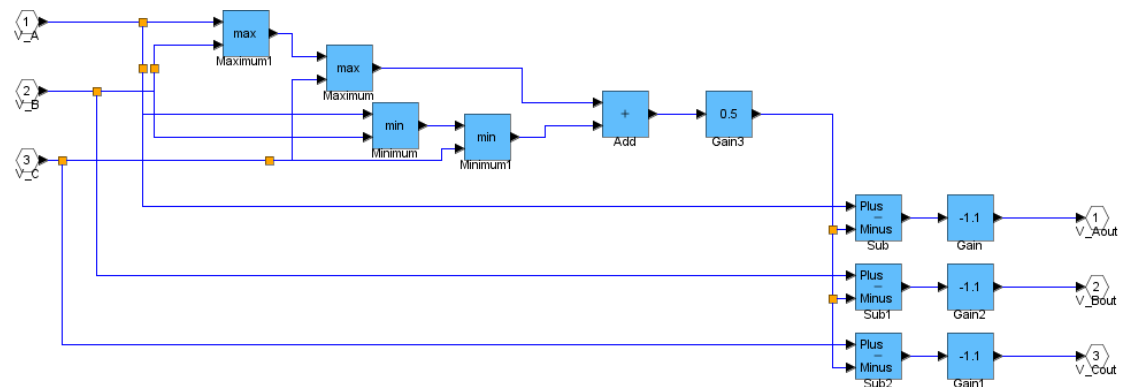 1
V_A
max
Maximum1
max
Maximum
2
V_B
min
Minimum
min
Minimum1
+
Add
0.5
Gain3
3
V_C
Plus
−
Minus
Sub
-1.1
Gain
1
V_Aout
Plus
−
Minus
Sub1
-1.1
Gain2
2
V_Bout
Plus
−
Minus
Sub2
-1.1
Gain1
3
V_Cout